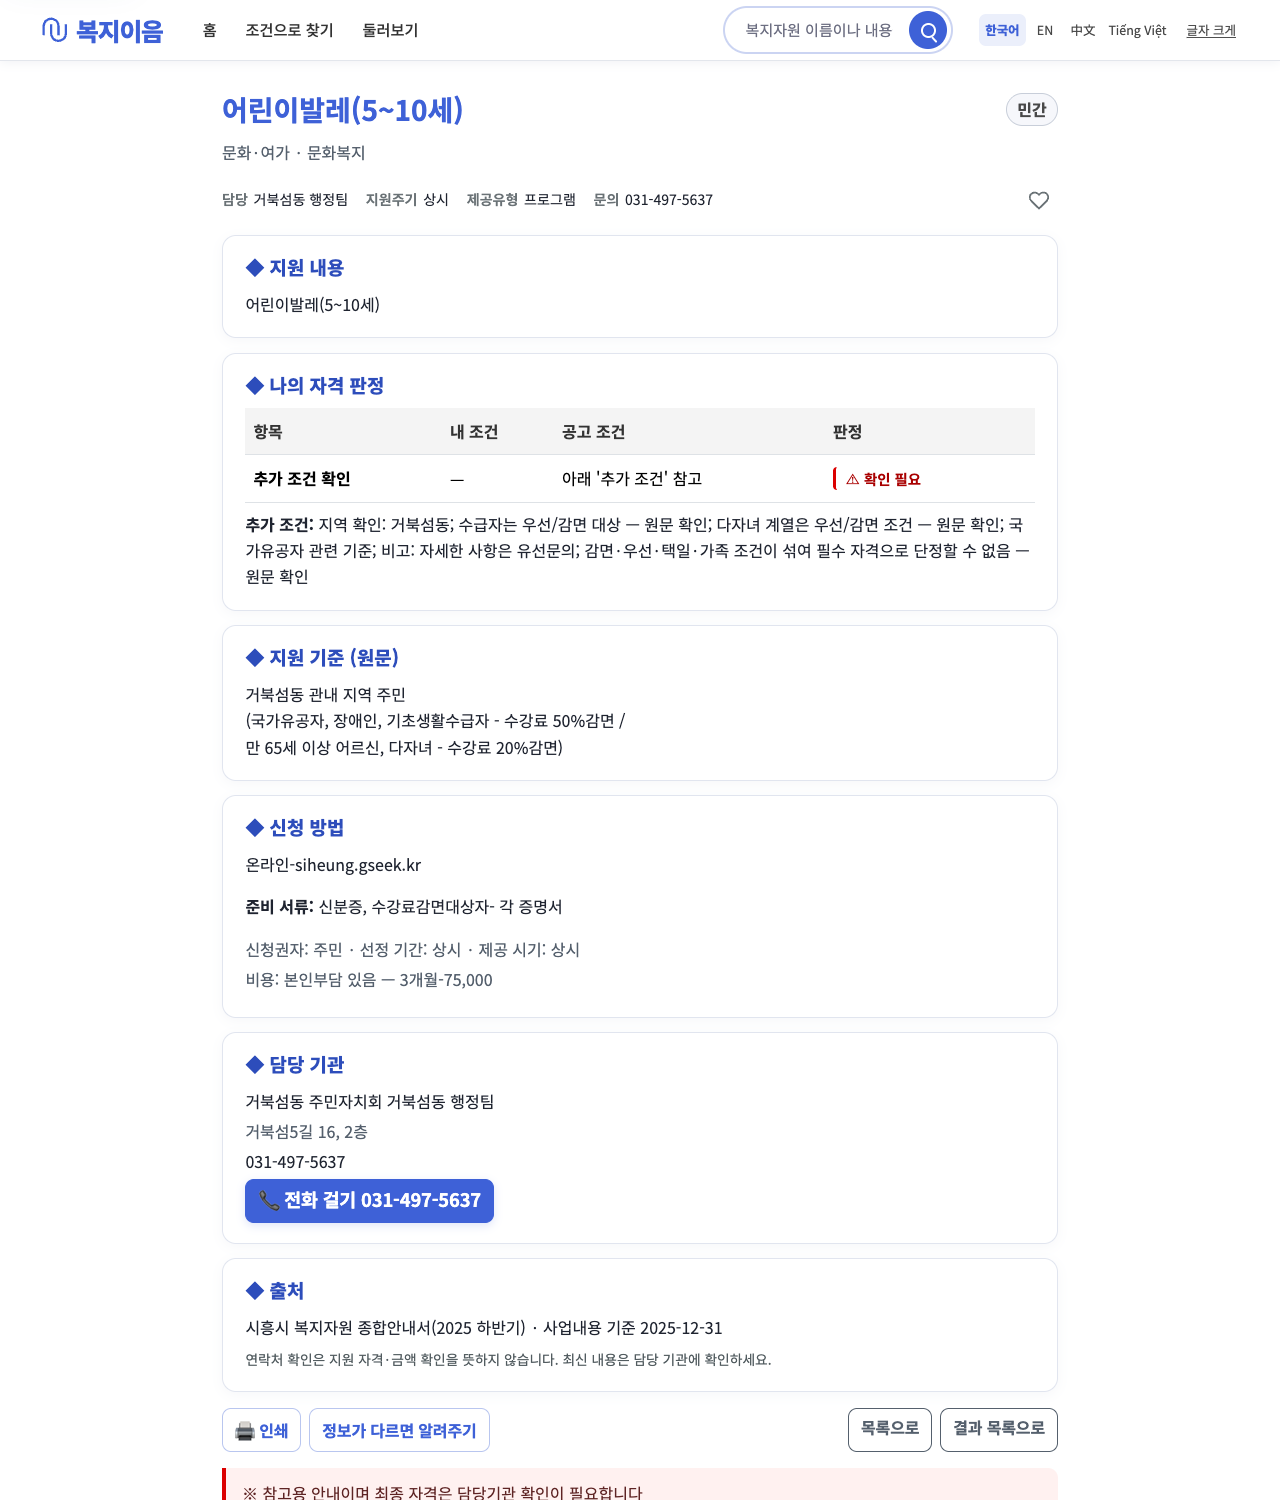 복지이음
홈 조건으로 찾기 둘러보기
복지자원 이름이나 내용
한국어 EN 中文 Tiếng Việt 글자 크게
어린이발레(5~10세)
민간
문화·여가 · 문화복지
담당 거북섬동 행정팀 지원주기 상시 제공유형 프로그램 문의 031-497-5637
◆ 지원 내용
어린이발레(5~10세)
◆ 나의 자격 판정
항목 내 조건 공고 조건 판정
추가 조건 확인 — 아래 '추가 조건' 참고 ⚠ 확인 필요
추가 조건: 지역 확인: 거북섬동; 수급자는 우선/감면 대상 — 원문 확인; 다자녀 계열은 우선/감면 조건 — 원문 확인; 국
가유공자 관련 기준; 비고: 자세한 사항은 유선문의; 감면·우선·택일·가족 조건이 섞여 필수 자격으로 단정할 수 없음 —
원문 확인
◆ 지원 기준 (원문)
거북섬동 관내 지역 주민
(국가유공자, 장애인, 기초생활수급자 - 수강료 50%감면 /
만 65세 이상 어르신, 다자녀 - 수강료 20%감면)
◆ 신청 방법
온라인-siheung.gseek.kr
준비 서류: 신분증, 수강료감면대상자- 각 증명서
신청권자: 주민 · 선정 기간: 상시 · 제공 시기: 상시
비용: 본인부담 있음 — 3개월-75,000
◆ 담당 기관
거북섬동 주민자치회 거북섬동 행정팀
거북섬5길 16, 2층
031-497-5637
📞 전화 걸기 031-497-5637
◆ 출처
시흥시 복지자원 종합안내서(2025 하반기) · 사업내용 기준 2025-12-31
연락처 확인은 지원 자격·금액 확인을 뜻하지 않습니다. 최신 내용은 담당 기관에 확인하세요.
🖨 인쇄 정보가 다르면 알려주기 목록으로 결과 목록으로
※ 참고용 안내이며 최종 자격은 담당기관 확인이 필요합니다